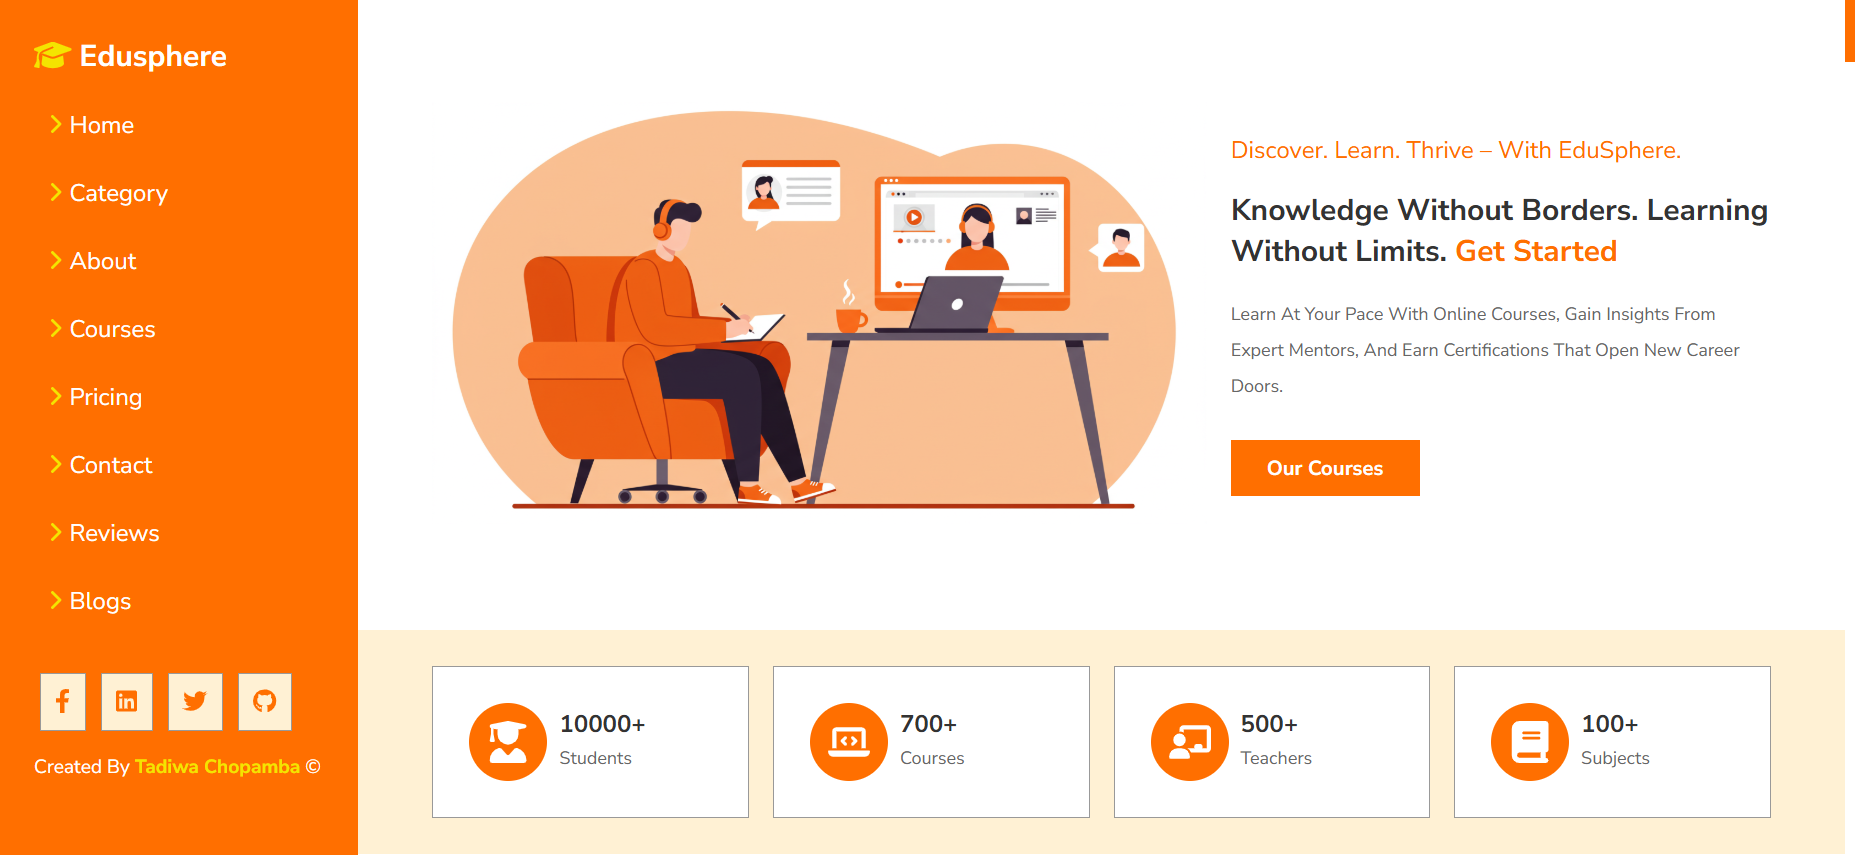 Edusphere
Home
Category
About
Courses
Pricing
Contact
Reviews
Blogs
Created By Tadiwa Chopamba ©
Discover. Learn. Thrive – With EduSphere.
Knowledge Without Borders. Learning
Without Limits. Get Started
Learn At Your Pace With Online Courses, Gain Insights From
Expert Mentors, And Earn Certifications That Open New Career
Doors.
Our Courses
10000+
Students
700+
Courses
500+
Teachers
100+
Subjects